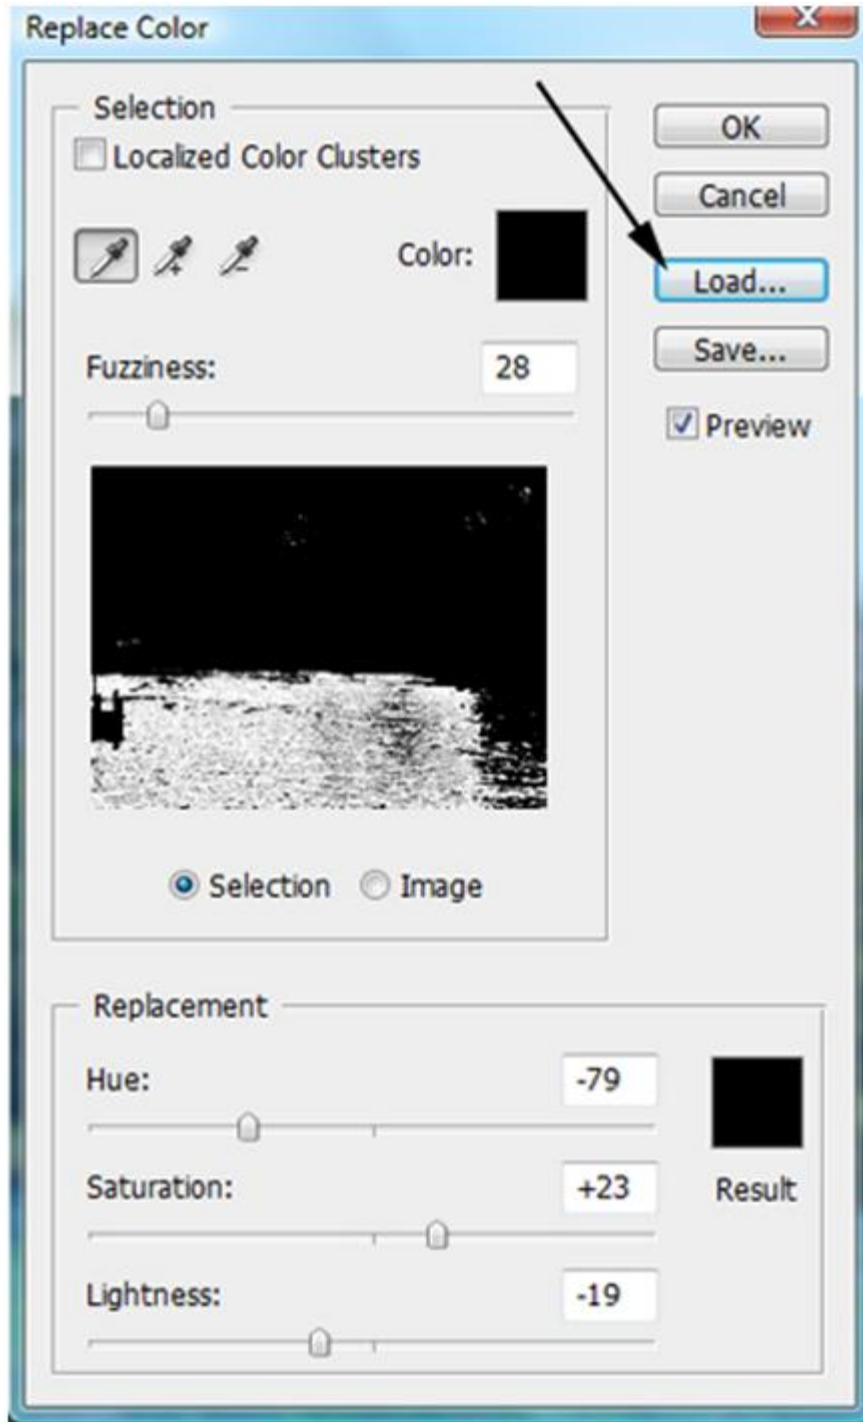 Replace Color
Selection
Localized Color Clusters
Color:
Fuzziness:
28
Selection
Image
OK
Cancel
Load...
Save...
Preview
Replacement
Hue:
-79
Saturation:
+23
Result
Lightness:
-19